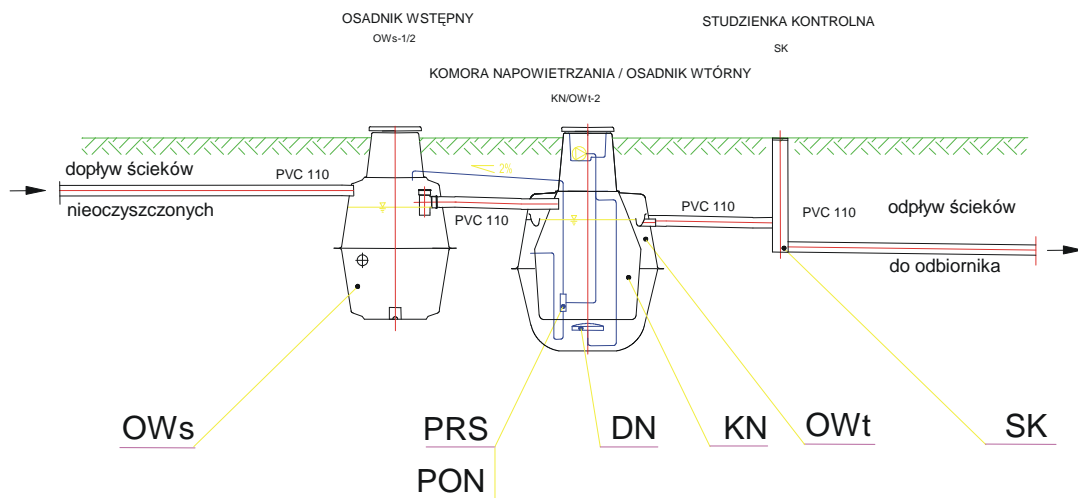 OSADNIK WSTĘPNY
OWs-1/2
STUDZIENKA KONTROLNA
SK
KOMORA NAPOWIETRZANIA / OSADNIK WTÓRNY
KN/OWt-2
dopływ ścieków
PVC 110
nieoczyszczonych
2%
PVC 110
PVC 110
PVC 110
odpływ ścieków
do odbiornika
OWs
PRS
DN
KN
OWt
SK
PON